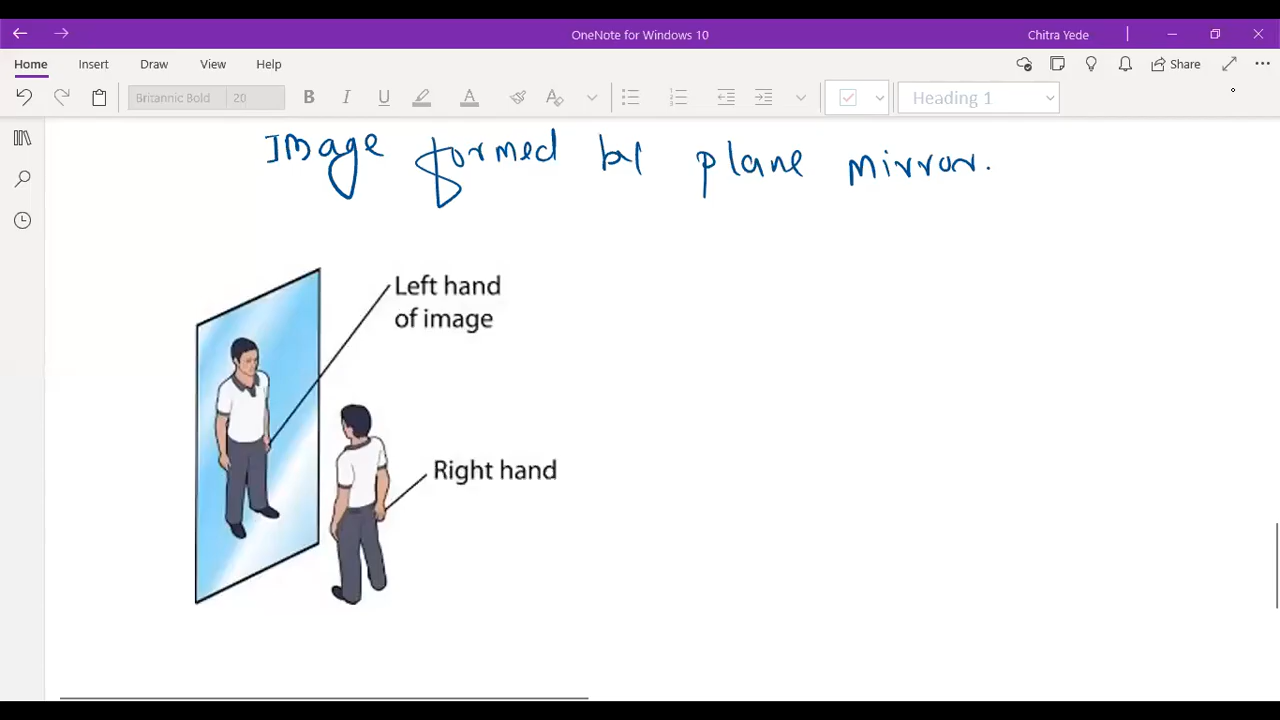 OneNote for Windows 10
Chitra Yede
Home Insert Draw View Help
Share
Britannic Bold 20 B I U A Heading 1
Image formed by plane mirror.
Left hand
of image
Right hand